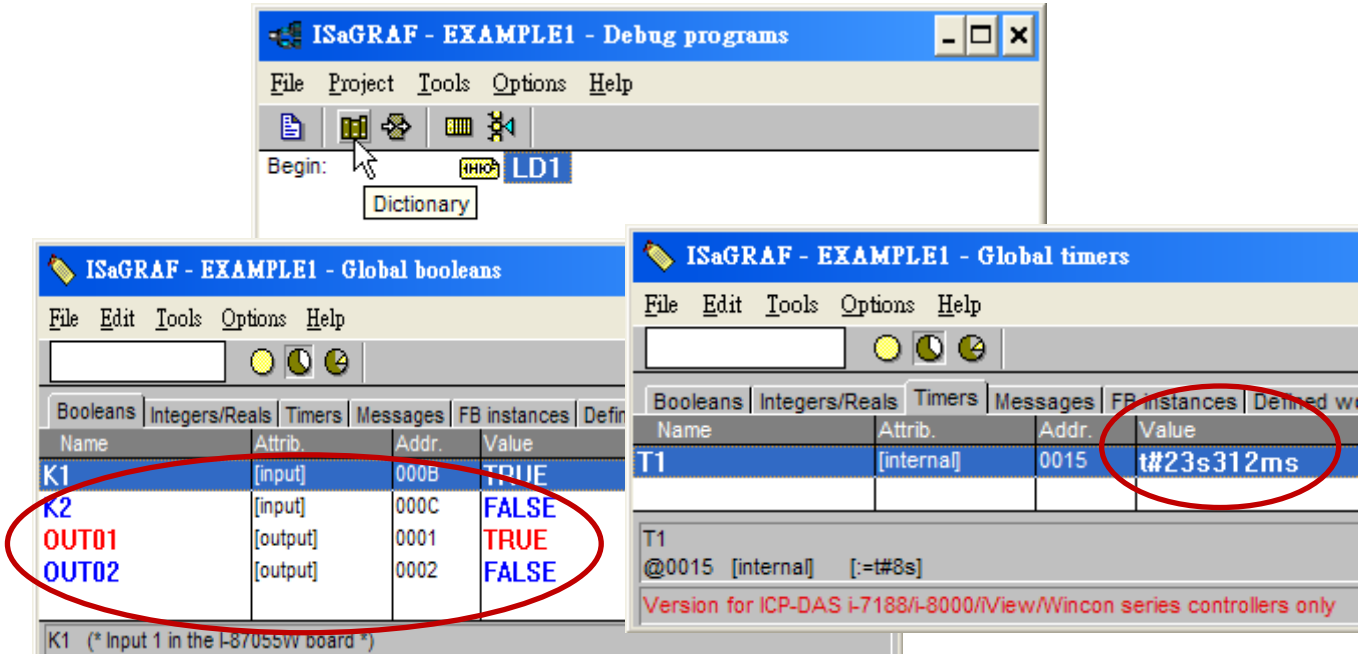 ISaGRAF - EXAMPLE1 - Debug programs
File Project Tools Options Help
Begin: LD1
Dictionary
ISaGRAF - EXAMPLE1 - Global booleans
File Edit Tools Options Help
Booleans Integers/Reals Timers Messages FB instances Defin
Name Attrib. Addr. Value
K1 [input] 000B TRUE
K2 [input] 000C FALSE
OUT01 [output] 0001 TRUE
OUT02 [output] 0002 FALSE
K1 (* Input 1 in the I-87055W board *)
ISaGRAF - EXAMPLE1 - Global timers
File Edit Tools Options Help
Booleans Integers/Reals Timers Messages FB instances Defined wo
Name Attrib. Addr. Value
T1 [internal] 0015 t#23s312ms
T1
@0015 [internal] [:=t#8s]
Version for ICP-DAS i-7188/i-8000/iView/Wincon series controllers only